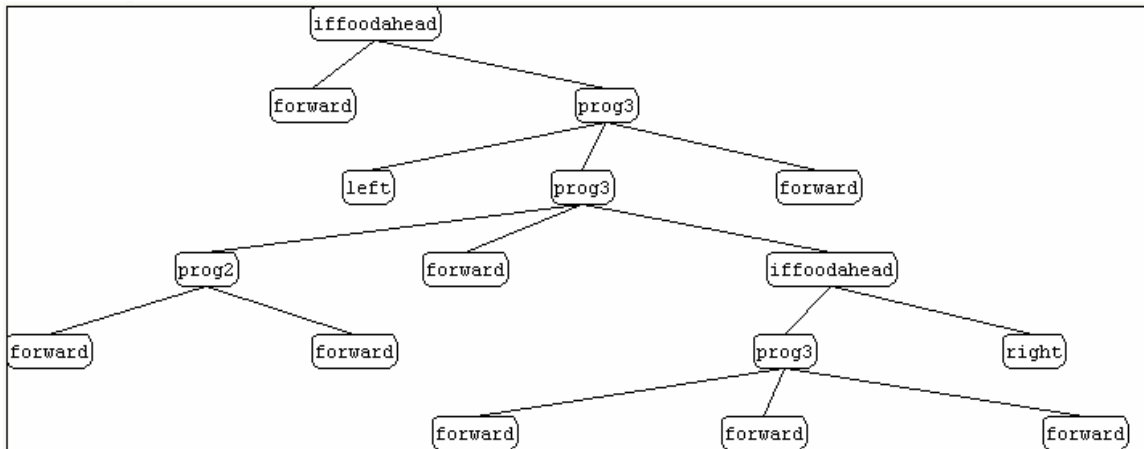 iffoodahead
forward prog3
left prog3 forward
prog2 forward iffoodahead
forward forward prog3 right
forward forward forward